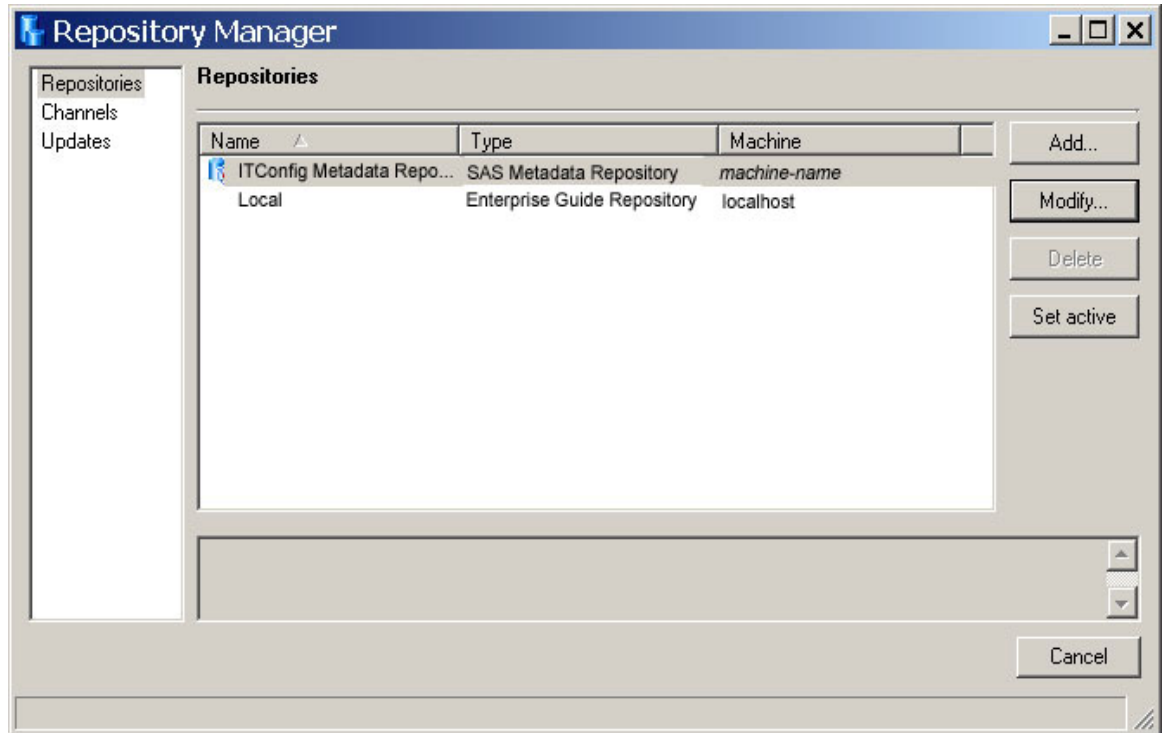 Repository Manager
Repositories
Channels
Updates
Repositories
Name Type Machine
ITConfig Metadata Repo... SAS Metadata Repository machine-name
Local Enterprise Guide Repository localhost
Add...
Modify...
Delete
Set active
Cancel